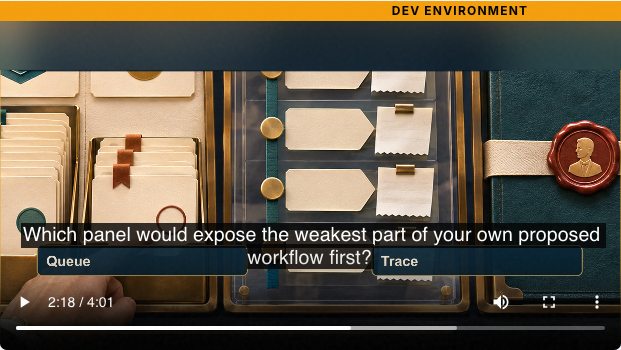 DEV ENVIRONMENT
Which panel would expose the weakest part of your own proposed
workflow first?
Queue
Trace
2:18 / 4:01